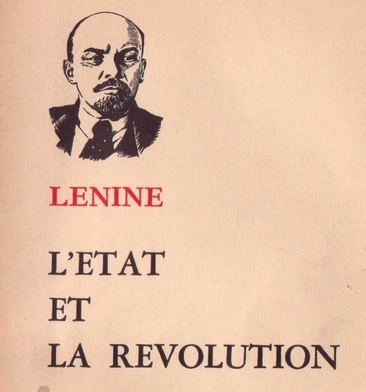 LENINE
L'ETAT
ET
LA REVOLUTION